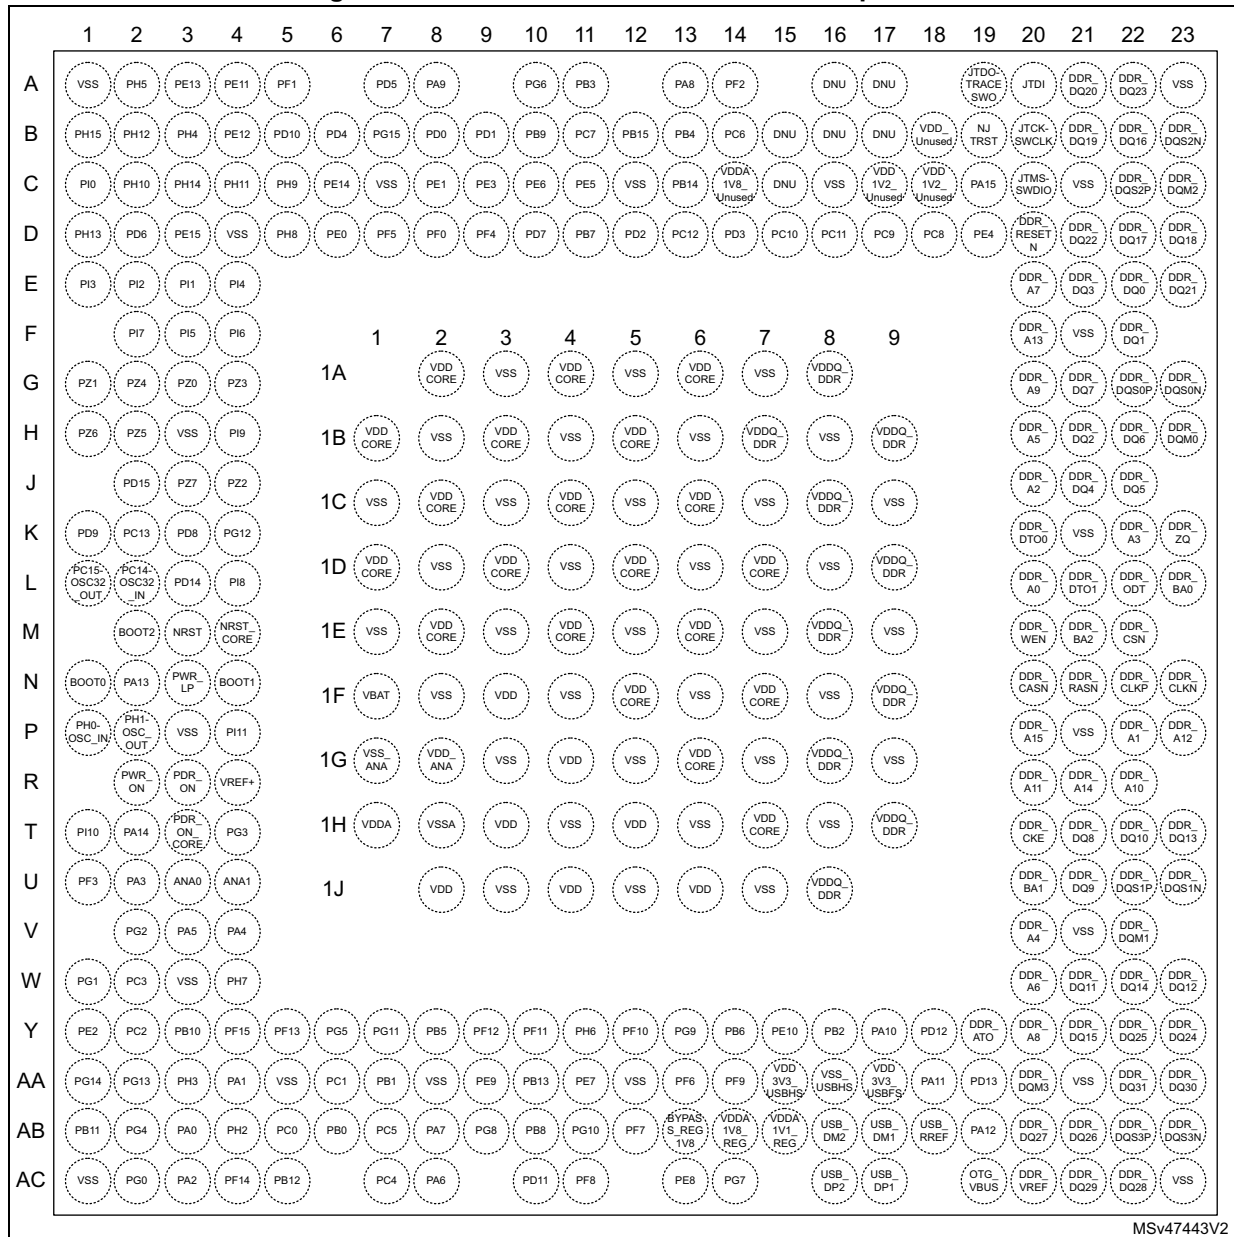 1 2 3 4 5 6 7 8 9 10 11 12 13 14 15 16 17 18 19 20 21 22 23
A VSS PH5 PE13 PE11 PF1 PD5 PA9 PG6 PB3 PA8 PF2 DNU DNU JTDO-TRACE SWO JTDI DDR_DQ20 DDR_DQ23 VSS
B PH15 PH12 PH4 PE12 PD10 PD4 PG15 PD0 PD1 PB9 PC7 PB15 PB4 PC6 DNU DNU DNU VDD_Unused NJ TRST JTCK-SWCLK DDR_DQ19 DDR_DQ16 DDR_DQS2N
C PI0 PH10 PH14 PH11 PH9 PE14 VSS PE1 PE3 PE6 PE5 VSS PB14 VDDA 1V8_Unused DNU VSS VDD 1V2_Unused VDD 1V2_Unused PA15 JTMS-SWDIO VSS DDR_DQS2P DDR_DQM2
D PH13 PD6 PE15 VSS PH8 PE0 PF5 PF0 PF4 PD7 PB7 PD2 PC12 PD3 PC10 PC11 PC9 PC8 PE4 DDR_RESET N DDR_DQ22 DDR_DQ17 DDR_DQ18
E PI3 PI2 PI1 PI4 DDR_A7 DDR_DQ3 DDR_DQ0 DDR_DQ21
F PI7 PI5 PI6 DDR_A13 VSS DDR_DQ1
1 2 3 4 5 6 7 8 9
1A VDD CORE VSS VDD CORE VSS VDD CORE VSS VDDQ_DDR
G PZ1 PZ4 PZ0 PZ3 DDR_A9 DDR_DQ7 DDR_DQS0P DDR_DQS0N
H PZ6 PZ5 VSS PI9 DDR_A5 DDR_DQ2 DDR_DQ6 DDR_DQM0
1B VDD CORE VSS VDD CORE VSS VDD CORE VSS VDDQ_DDR VSS VDDQ_DDR
J PD15 PZ7 PZ2 DDR_A2 DDR_DQ4 DDR_DQ5
1C VSS VDD CORE VSS VDD CORE VSS VDD CORE VSS VDDQ_DDR VSS
K PD9 PC13 PD8 PG12 DDR_DTO0 VSS DDR_A3 DDR_ZQ
1D VDD CORE VSS VDD CORE VSS VDD CORE VSS VDD CORE VSS VDDQ_DDR
L PC15-OSC32_OUT PC14-OSC32_IN PD14 PI8 DDR_A0 DDR_DTO1 DDR_ODT DDR_BA0
M BOOT2 NRST NRST_CORE DDR_WEN DDR_BA2 DDR_CSN
1E VSS VDD CORE VSS VDD CORE VSS VDD CORE VSS VDDQ_DDR VSS
N BOOT0 PA13 PWR_LP BOOT1 DDR_CASN DDR_RASN DDR_CLKP DDR_CLKN
1F VBAT VSS VDD VSS VDD CORE VSS VDD CORE VSS VDDQ_DDR
P PH0-OSC_IN PH1-OSC_OUT VSS PI11 DDR_A15 VSS DDR_A1 DDR_A12
1G VSS_ANA VDD_ANA VSS VDD VSS VDD CORE VSS VDDQ_DDR VSS
R PWR_ON PDR_ON VREF+ DDR_A11 DDR_A14 DDR_A10
T PI10 PA14 PDR_ON_CORE PG3 DDR_CKE DDR_DQ8 DDR_DQ10 DDR_DQ13
1H VDDA VSSA VDD VSS VDD VSS VDD CORE VSS VDDQ_DDR
U PF3 PA3 ANA0 ANA1 DDR_BA1 DDR_DQ9 DDR_DQS1P DDR_DQS1N
1J VDD VSS VDD VSS VDD VSS VDDQ_DDR
V PG2 PA5 PA4 DDR_A4 VSS DDR_DQM1
W PG1 PC3 VSS PH7 DDR_A6 DDR_DQ11 DDR_DQ14 DDR_DQ12
Y PE2 PC2 PB10 PF15 PF13 PG5 PG11 PB5 PF12 PF11 PH6 PF10 PG9 PB6 PE10 PB2 PA10 PD12 DDR_ATO DDR_A8 DDR_DQ15 DDR_DQ25 DDR_DQ24
AA PG14 PG13 PH3 PA1 VSS PC1 PB1 VSS PE9 PB13 PE7 VSS PF6 PF9 VDD 3V3_USBHS VSS_USBHS VDD 3V3_USBFS PA11 PD13 DDR_DQM3 VSS DDR_DQ31 DDR_DQ30
AB PB11 PG4 PA0 PH2 PC0 PB0 PC5 PA7 PG8 PB8 PG10 PF7 BYPAS S_REG 1V8 VDDA 1V8_REG VDDA 1V1_REG USB_DM2 USB_DM1 USB_RREF PA12 DDR_DQ27 DDR_DQ26 DDR_DQS3P DDR_DQS3N
AC VSS PG0 PA2 PF14 PB12 PC4 PA6 PD11 PF8 PE8 PG7 USB_DP2 USB_DP1 OTG_VBUS DDR_VREF DDR_DQ29 DDR_DQ28 VSS
MSv47443V2